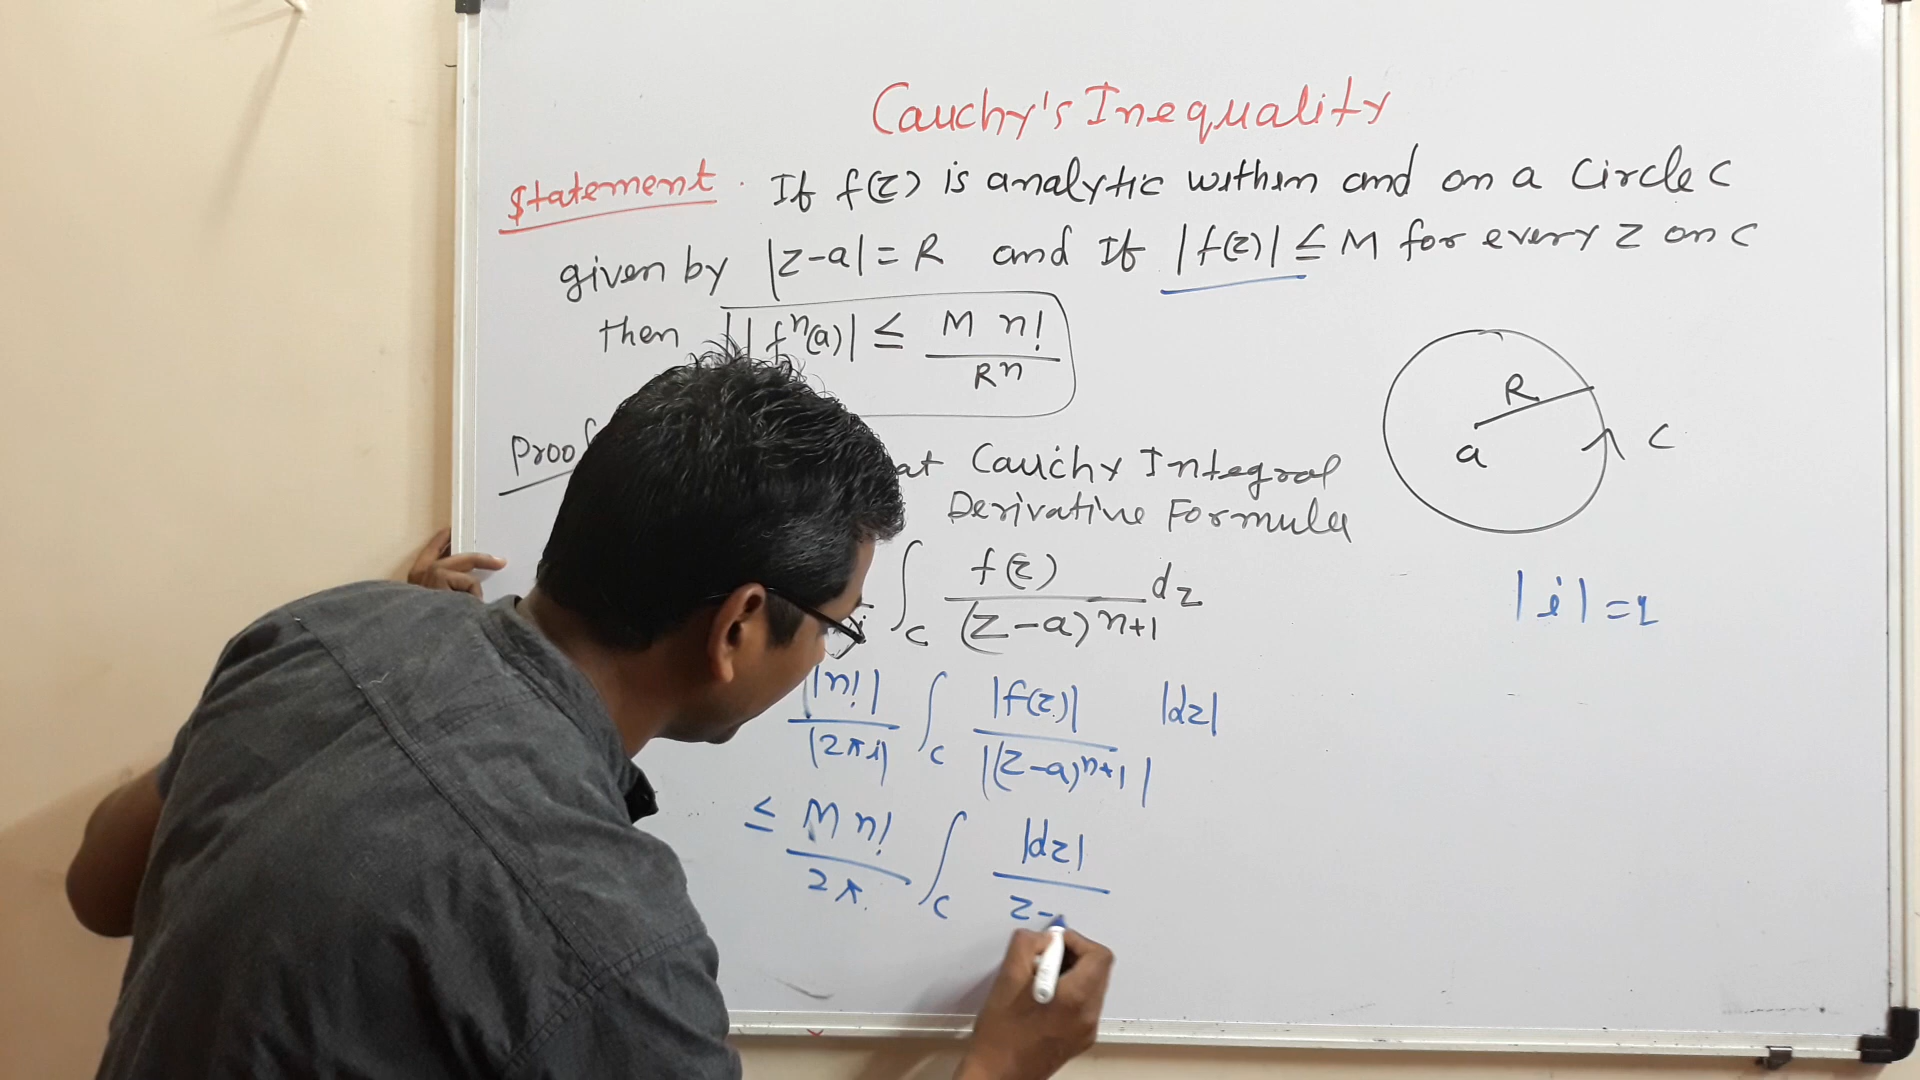 Cauchy's Inequality
Statement . If f(z) is analytic within and on a circle C
given by |z-a| = R and If |f(z)| ≤ M for every z on C
then |f^n(a)| ≤ M n! / R^n
Proof
at Cauchy Integral
Derivative Formula
∫_C f(z) / (z-a)^n+1 dz
|n!| / |2πi| ∫_C |f(z)| / |(z-a)^n+1| |dz|
≤ M n! / 2π ∫_C |dz| / z-
R
a
C
|i| = 1